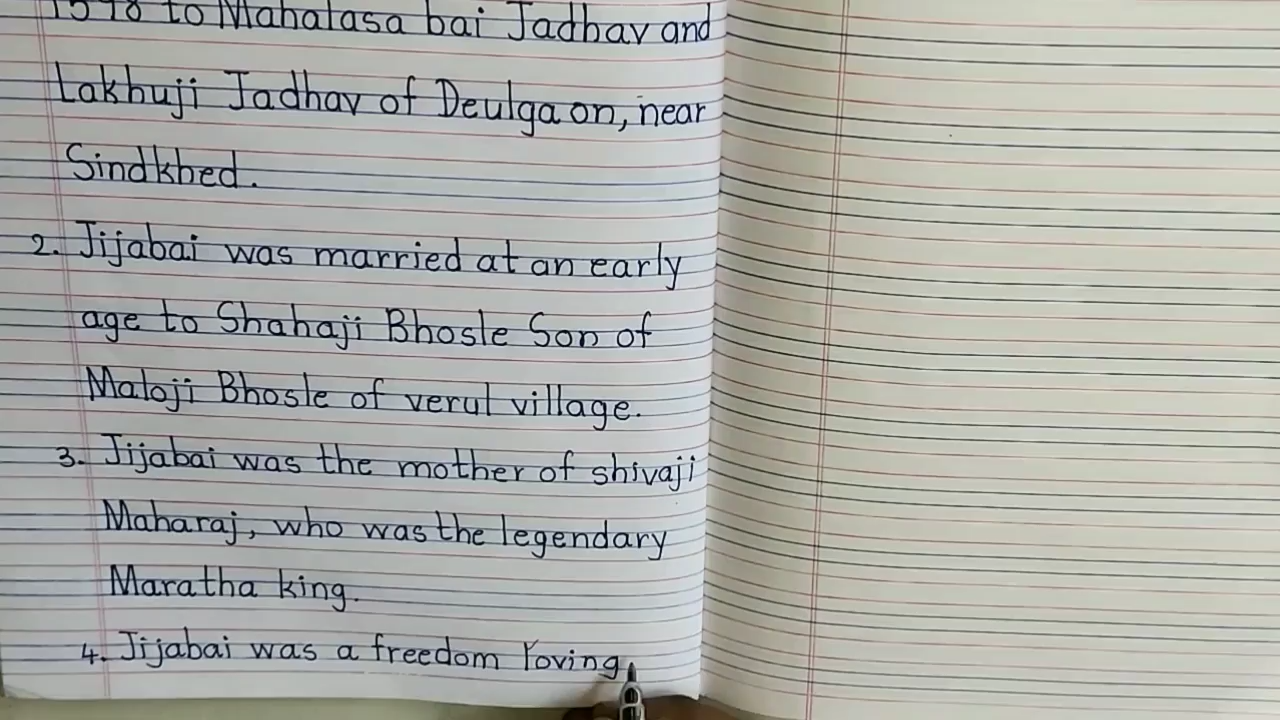 1598 to Mahalasa bai Jadhav and
Lakhuji Jadhav of Deulgaon, near
Sindkhed.
2. Jijabai was married at an early
age to Shahaji Bhosle Son of
Maloji Bhosle of verul village.
3. Jijabai was the mother of shivaji
Maharaj, who was the legendary
Maratha king.
4. Jijabai was a freedom loving